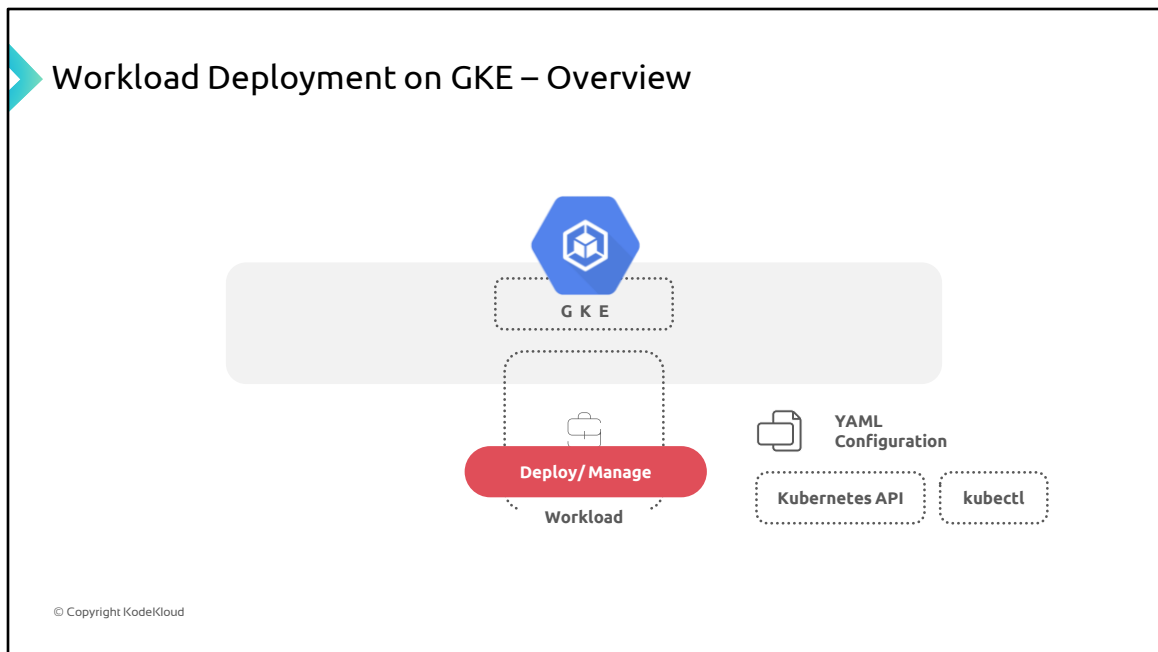 Workload Deployment on GKE – Overview
G K E
Deploy/ Manage
Workload
YAML
Configuration
Kubernetes API
kubectl
© Copyright KodeKloud